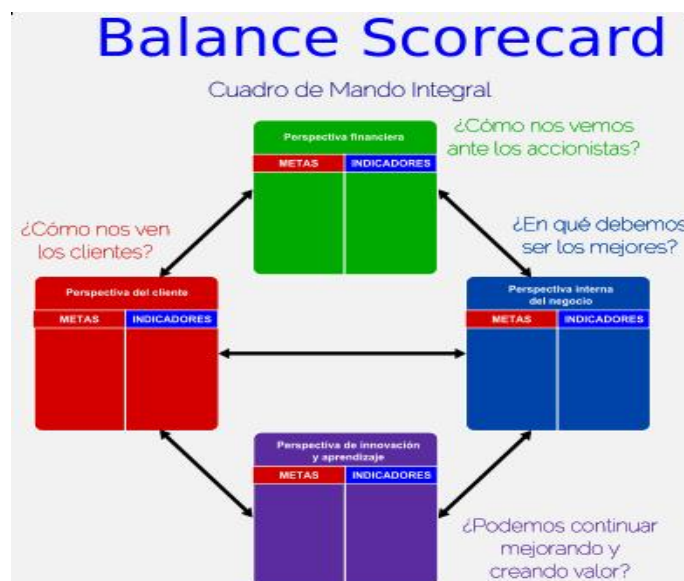 Balance Scorecard
Cuadro de Mando Integral
Perspectiva financiera
METAS INDICADORES
¿Cómo nos vemos
ante los accionistas?
¿Cómo nos ven
los clientes?
¿En qué debemos
ser los mejores?
Perspectiva del cliente
METAS INDICADORES
Perspectiva interna
del negocio
METAS INDICADORES
Perspectiva de innovación
y aprendizaje
METAS INDICADORES
¿Podemos continuar
mejorando y
creando valor?